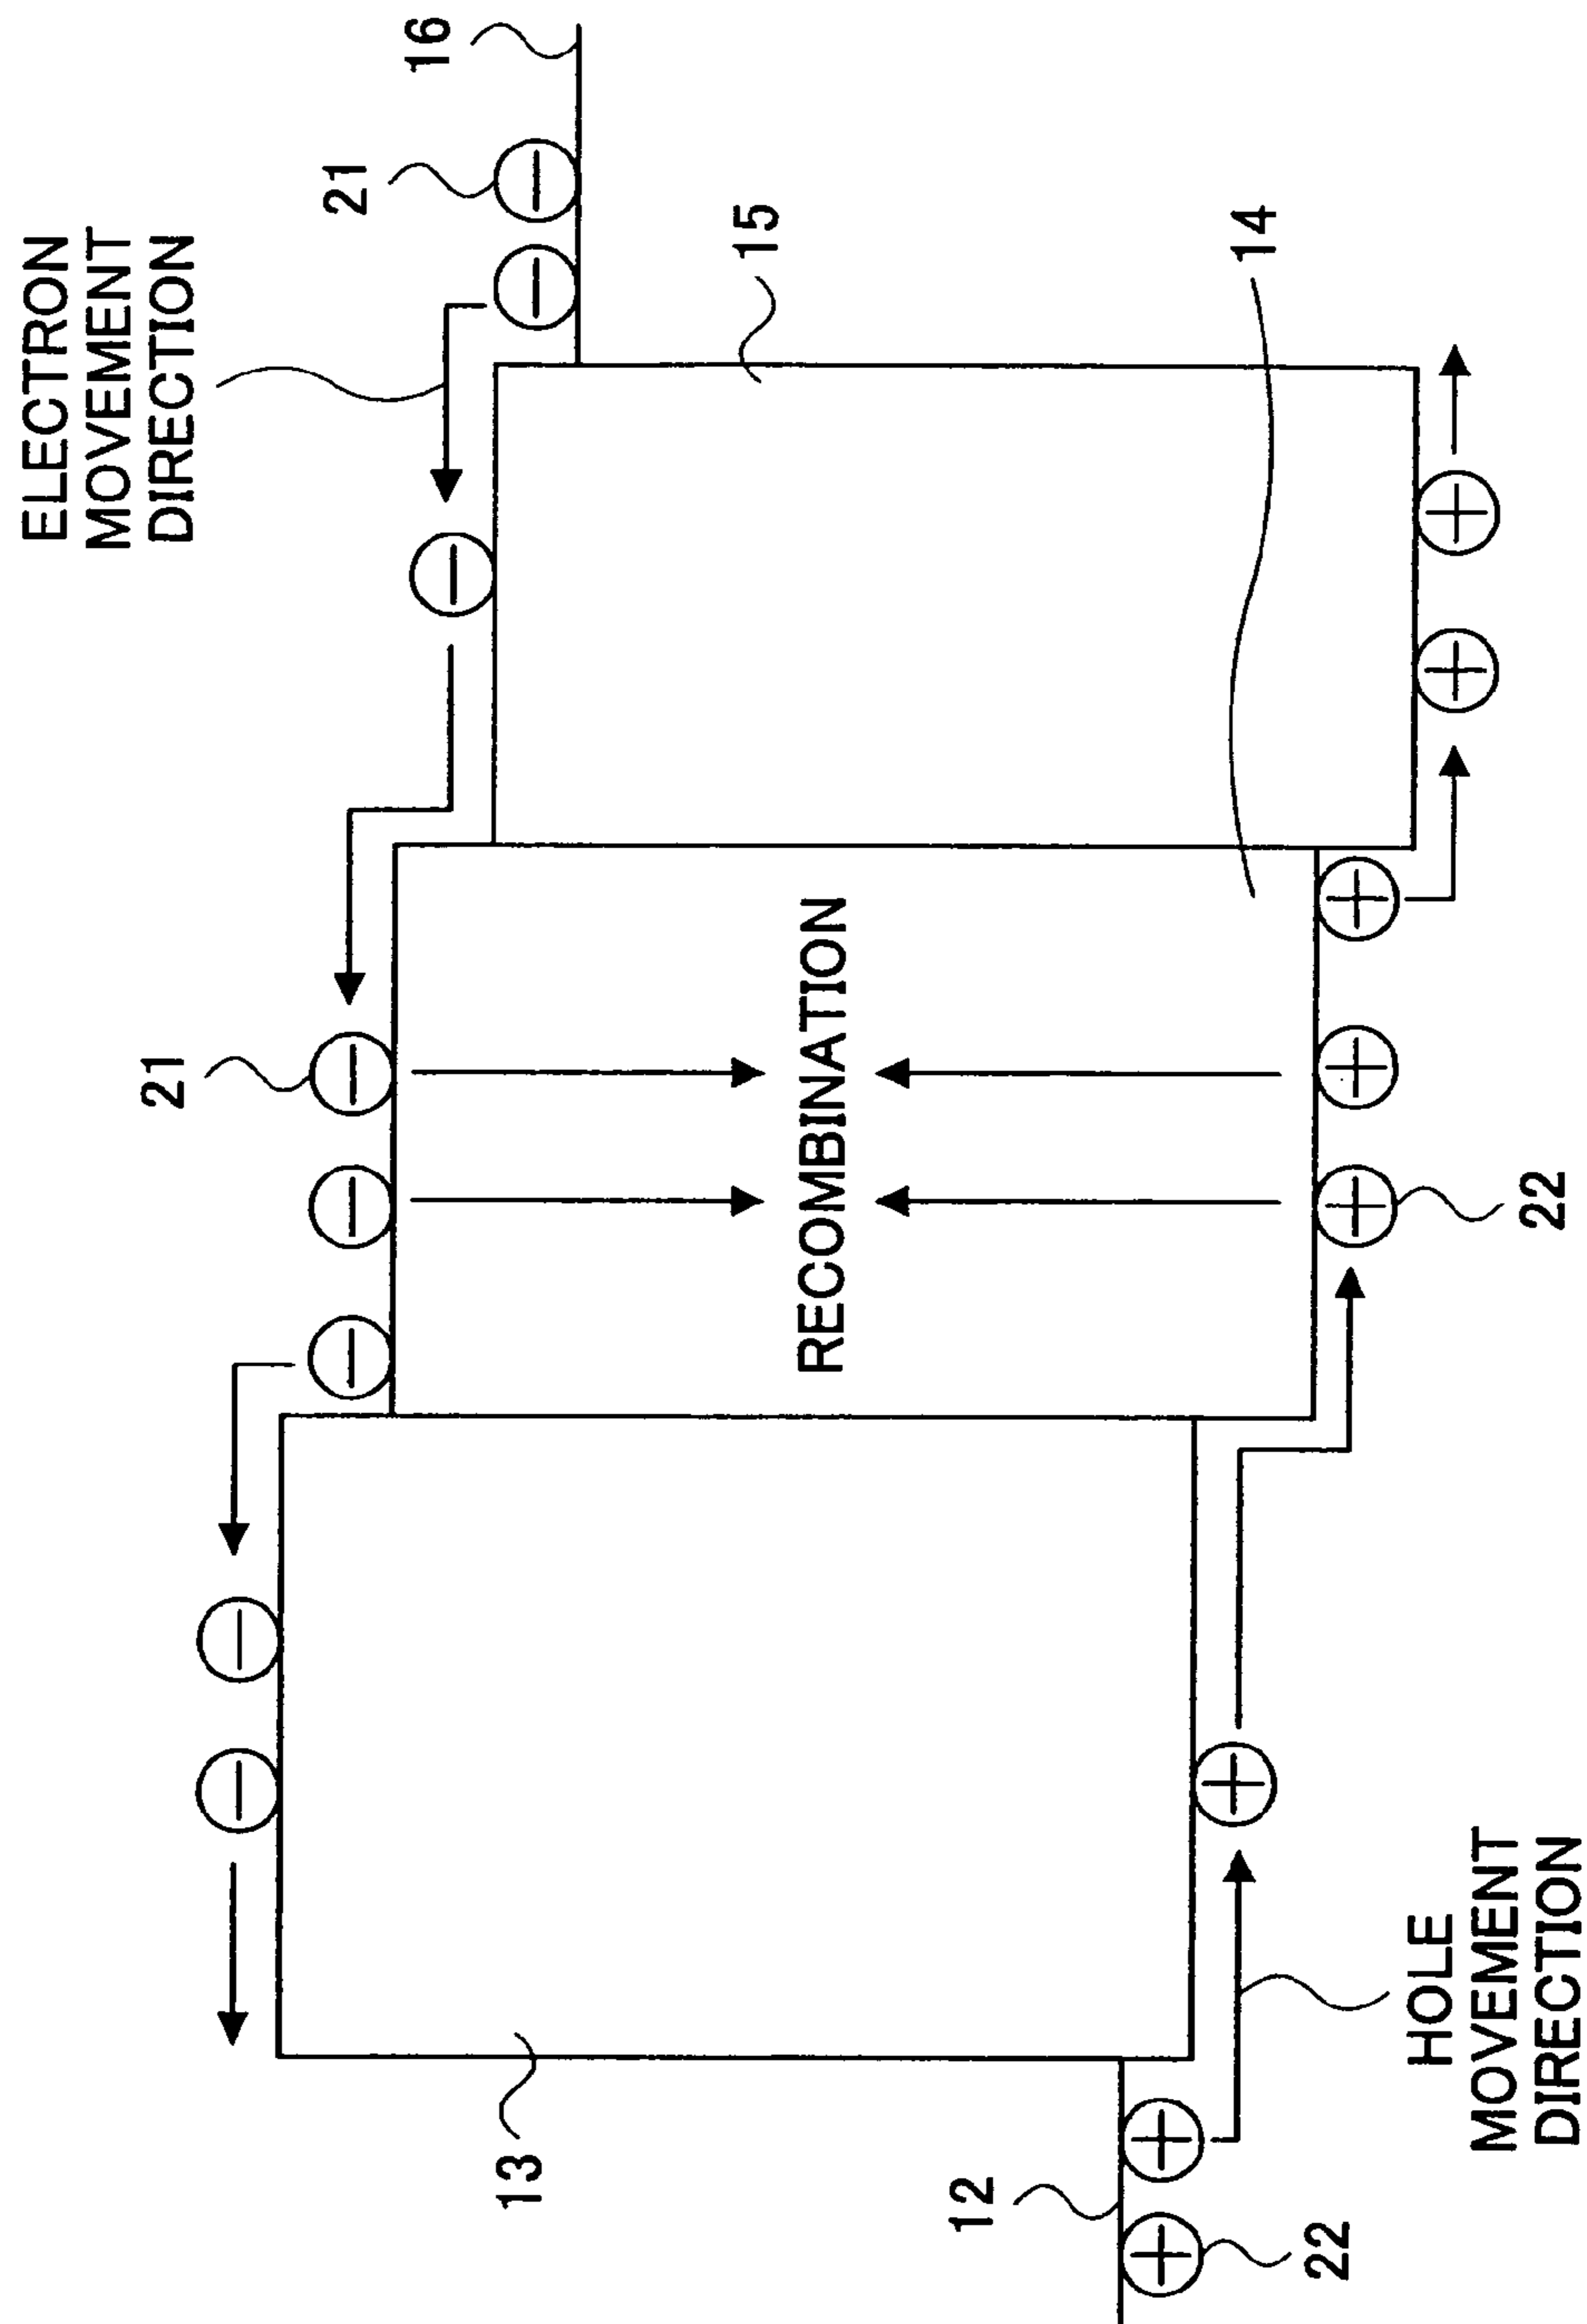 ELECTRON
MOVEMENT
DIRECTION
21
21
16
13
15
RECOMBINATION
12
14
22
HOLE
MOVEMENT
DIRECTION
22